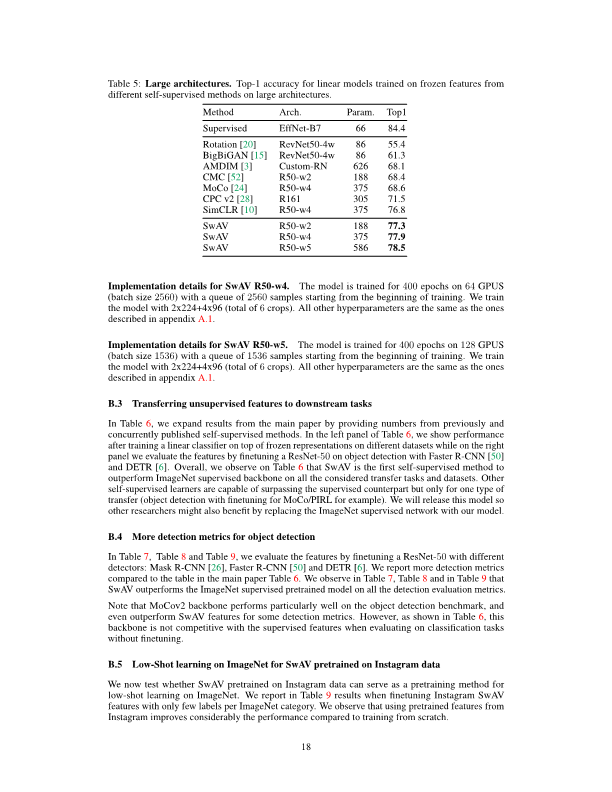 Table 5: Large architectures. Top-1 accuracy for linear models trained on frozen features from
different self-supervised methods on large architectures.
Method Arch. Param. Top1
Supervised EffNet-B7 66 84.4
Rotation [20] RevNet50-4w 86 55.4
BigBiGAN [15] RevNet50-4w 86 61.3
AMDIM [3] Custom-RN 626 68.1
CMC [52] R50-w2 188 68.4
MoCo [24] R50-w4 375 68.6
CPC v2 [28] R161 305 71.5
SimCLR [10] R50-w4 375 76.8
SwAV R50-w2 188 77.3
SwAV R50-w4 375 77.9
SwAV R50-w5 586 78.5
Implementation details for SwAV R50-w4. The model is trained for 400 epochs on 64 GPUS
(batch size 2560) with a queue of 2560 samples starting from the beginning of training. We train
the model with 2x224+4x96 (total of 6 crops). All other hyperparameters are the same as the ones
described in appendix A.1.
Implementation details for SwAV R50-w5. The model is trained for 400 epochs on 128 GPUS
(batch size 1536) with a queue of 1536 samples starting from the beginning of training. We train
the model with 2x224+4x96 (total of 6 crops). All other hyperparameters are the same as the ones
described in appendix A.1.
B.3 Transferring unsupervised features to downstream tasks
In Table 6, we expand results from the main paper by providing numbers from previously and
concurrently published self-supervised methods. In the left panel of Table 6, we show performance
after training a linear classifier on top of frozen representations on different datasets while on the right
panel we evaluate the features by finetuning a ResNet-50 on object detection with Faster R-CNN [50]
and DETR [6]. Overall, we observe on Table 6 that SwAV is the first self-supervised method to
outperform ImageNet supervised backbone on all the considered transfer tasks and datasets. Other
self-supervised learners are capable of surpassing the supervised counterpart but only for one type of
transfer (object detection with finetuning for MoCo/PIRL for example). We will release this model so
other researchers might also benefit by replacing the ImageNet supervised network with our model.
B.4 More detection metrics for object detection
In Table 7, Table 8 and Table 9, we evaluate the features by finetuning a ResNet-50 with different
detectors: Mask R-CNN [26], Faster R-CNN [50] and DETR [6]. We report more detection metrics
compared to the table in the main paper Table 6. We observe in Table 7, Table 8 and in Table 9 that
SwAV outperforms the ImageNet supervised pretrained model on all the detection evaluation metrics.
Note that MoCov2 backbone performs particularly well on the object detection benchmark, and
even outperform SwAV features for some detection metrics. However, as shown in Table 6, this
backbone is not competitive with the supervised features when evaluating on classification tasks
without finetuning.
B.5 Low-Shot learning on ImageNet for SwAV pretrained on Instagram data
We now test whether SwAV pretrained on Instagram data can serve as a pretraining method for
low-shot learning on ImageNet. We report in Table 9 results when finetuning Instagram SwAV
features with only few labels per ImageNet category. We observe that using pretrained features from
Instagram improves considerably the performance compared to training from scratch.
18